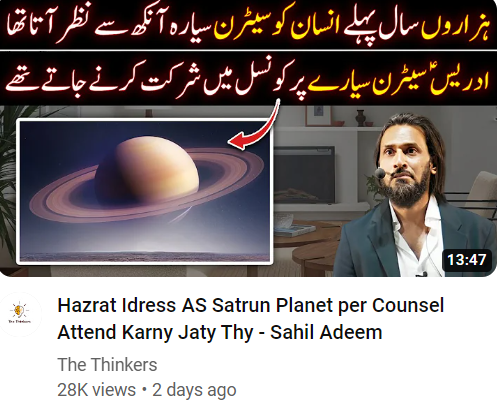 ہزاروں سال پہلے انسان کو سیٹرن سیارہ آنکھ سے نظر آتا تھا
ادریسؑ سیٹرن سیارے پر کونسل میں شرکت کرنے جاتے تھے
13:47
Hazrat Idress AS Satrun Planet per Counsel
Attend Karny Jaty Thy - Sahil Adeem
The Thinkers
The Thinkers
28K views • 2 days ago